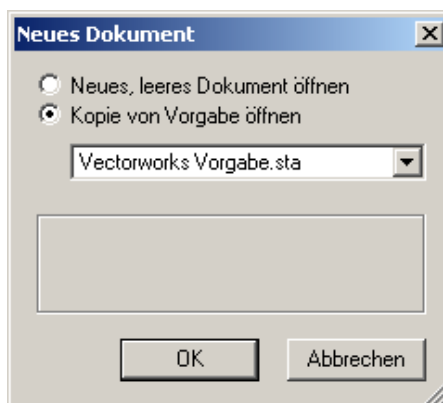 Neues Dokument
Neues, leeres Dokument öffnen
Kopie von Vorgabe öffnen
Vectorworks Vorgabe.sta
OK Abbrechen